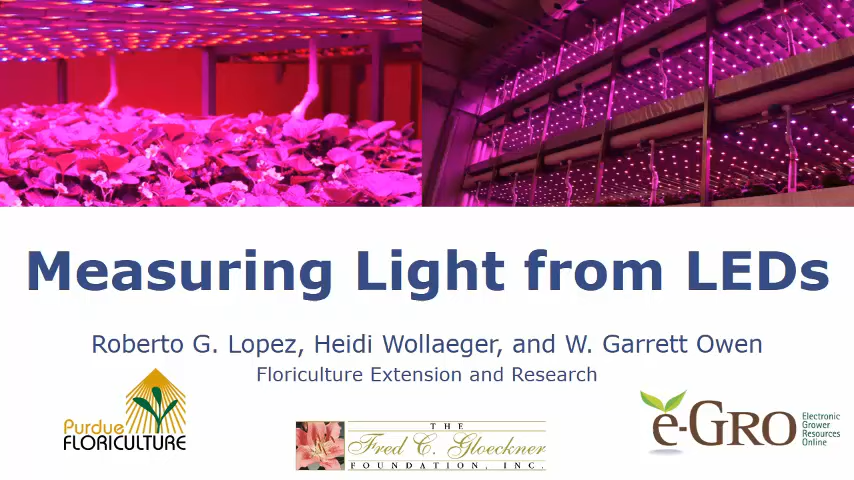 Measuring Light from LEDs
Roberto G. Lopez, Heidi Wollaeger, and W. Garrett Owen
Floriculture Extension and Research
Purdue
FLORICULTURE
THE
Fred C. Gloeckner
FOUNDATION, INC.
e-GRO
Electronic
Grower
Resources
Online